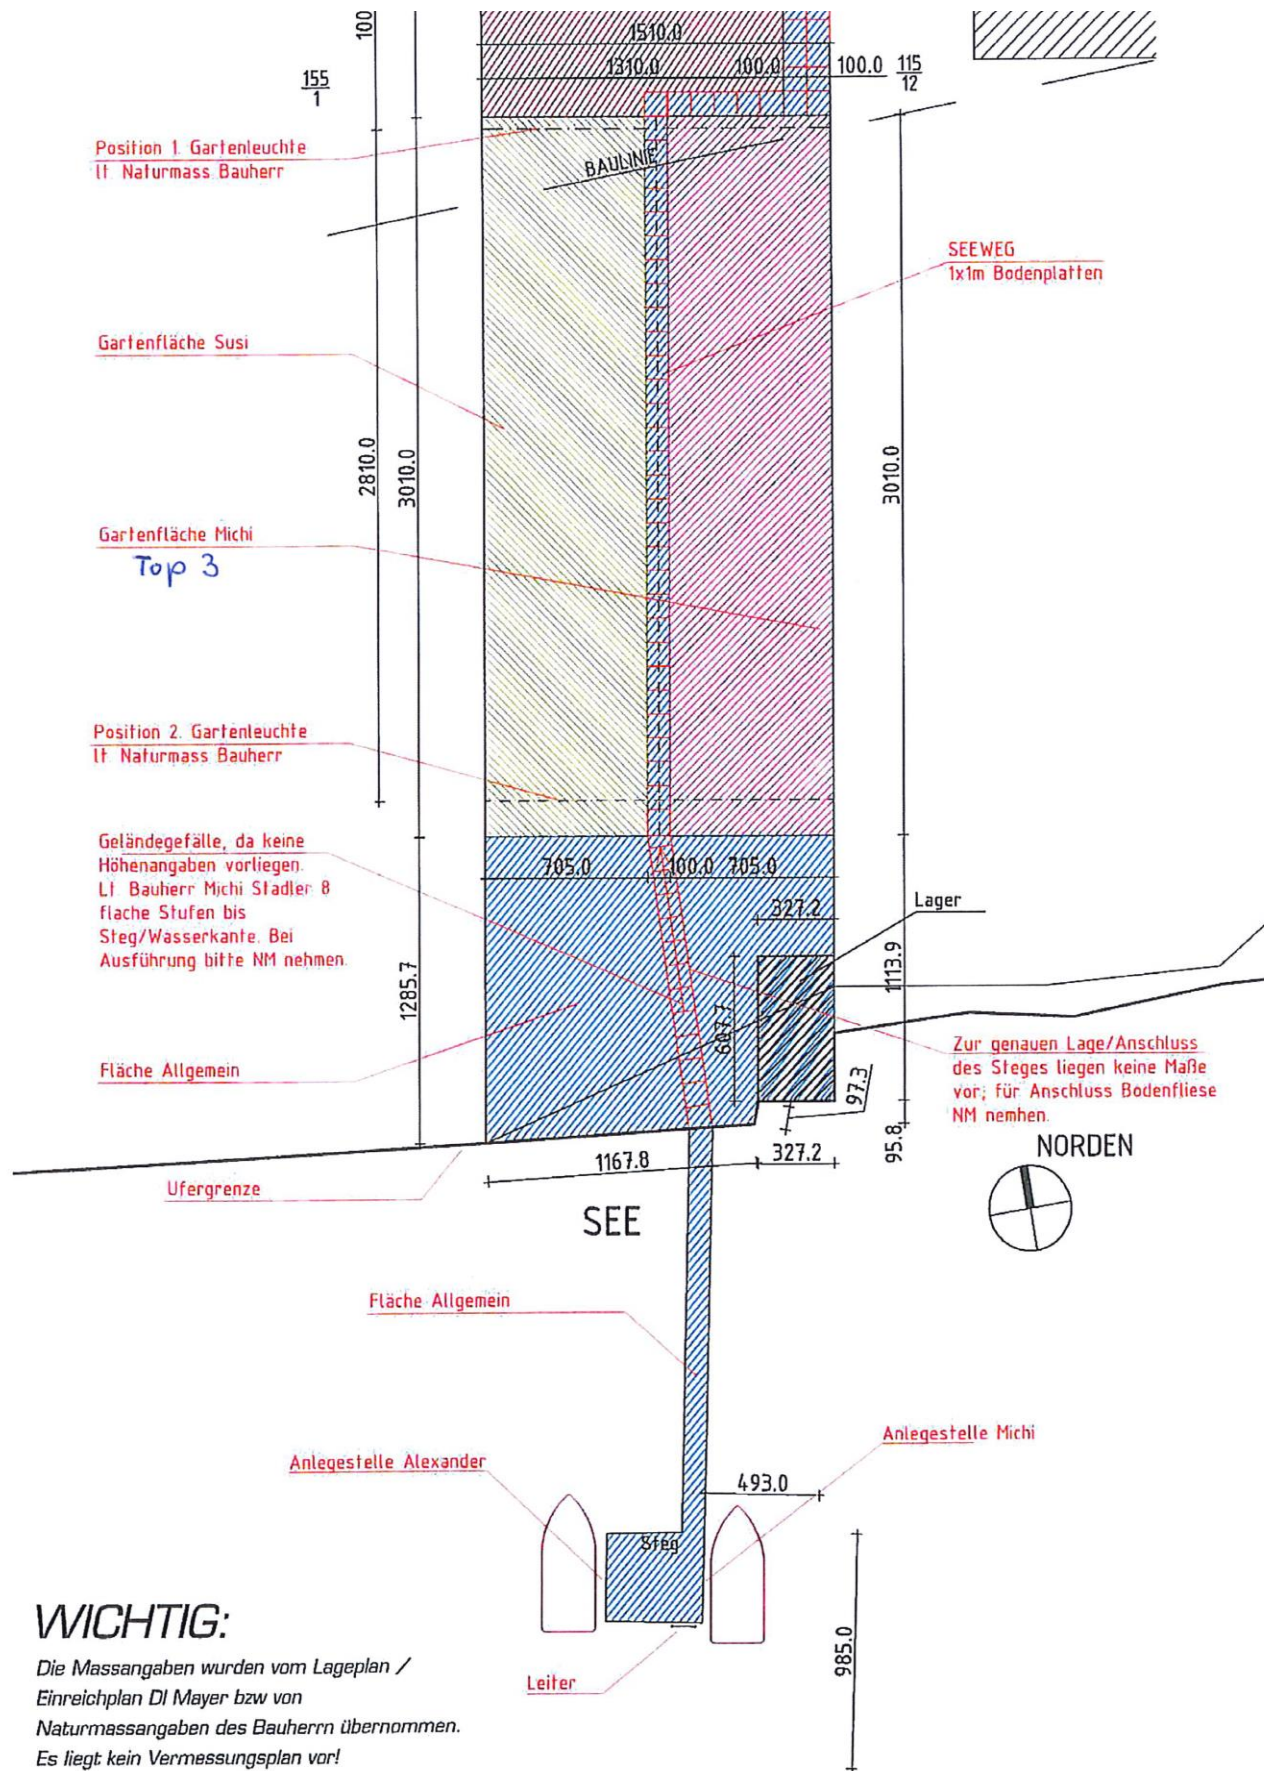 100
1510.0
1310.0
100.0
100.0
115
12
155
1
Position 1. Gartenleuchte
lt Naturmass Bauherr
BAULINIE
SEEWEG
1x1m Bodenplatten
Gartenfläche Susi
2810.0
3010.0
3010.0
Gartenfläche Michi
Top 3
Position 2. Gartenleuchte
lt Naturmass Bauherr
Geländegefälle, da keine
Höhenangaben vorliegen.
Lt Bauherr Michi Stadler 8
flache Stufen bis
Steg/Wasserkante. Bei
Ausführung bitte NM nehmen.
705.0
100.0
705.0
327.2
Lager
1285.7
607.7
1113.9
Fläche Allgemein
97.3
95.8
Zur genauen Lage/Anschluss
des Steges liegen keine Maße
vor; für Anschluss Bodenfliese
NM nemhen.
NORDEN
1167.8
327.2
Ufergrenze
SEE
Fläche Allgemein
Anlegestelle Michi
Anlegestelle Alexander
493.0
Steg
985.0
Leiter
WICHTIG:
Die Massangaben wurden vom Lageplan /
Einreichplan DI Mayer bzw von
Naturmassangaben des Bauherrn übernommen.
Es liegt kein Vermessungsplan vor!